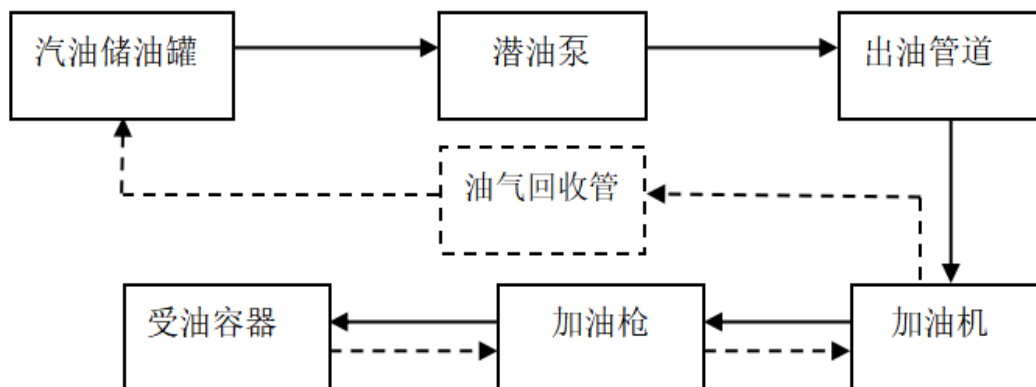 汽油储油罐
潜油泵
出油管道
油气回收管
受油容器
加油枪
加油机